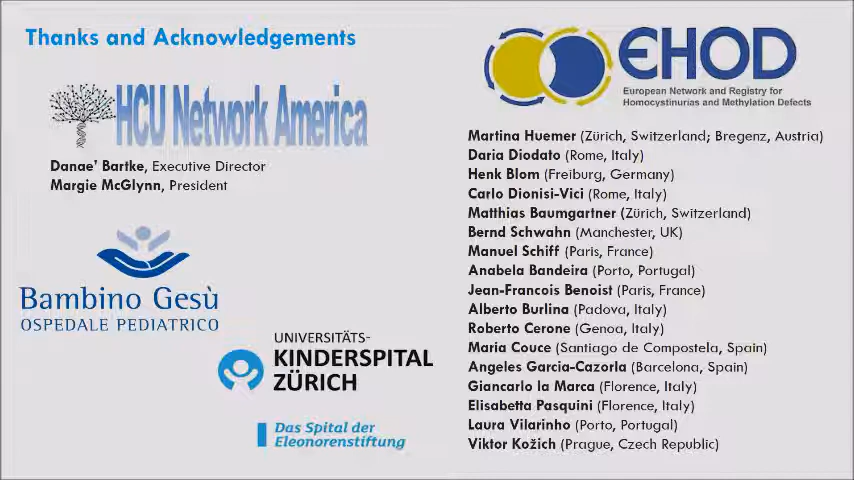 Thanks and Acknowledgements
HCU Network America
Danae' Bartke, Executive Director
Margie McGlynn, President
Bambino Gesù
OSPEDALE PEDIATRICO
UNIVERSITÄTS-
KINDERSPITAL
ZÜRICH
Das Spital der
Eleonorenstiftung
EHOD
European Network and Registry for
Homocystinurias and Methylation Defects
Martina Huemer (Zürich, Switzerland; Bregenz, Austria)
Daria Diodato (Rome, Italy)
Henk Blom (Freiburg, Germany)
Carlo Dionisi-Vici (Rome, Italy)
Matthias Baumgartner (Zürich, Switzerland)
Bernd Schwahn (Manchester, UK)
Manuel Schiff (Paris, France)
Anabela Bandeira (Porto, Portugal)
Jean-Francois Benoist (Paris, France)
Alberto Burlina (Padova, Italy)
Roberto Cerone (Genoa, Italy)
Maria Couce (Santiago de Compostela, Spain)
Angeles Garcia-Cazorla (Barcelona, Spain)
Giancarlo la Marca (Florence, Italy)
Elisabetta Pasquini (Florence, Italy)
Laura Vilarinho (Porto, Portugal)
Viktor Kožich (Prague, Czech Republic)